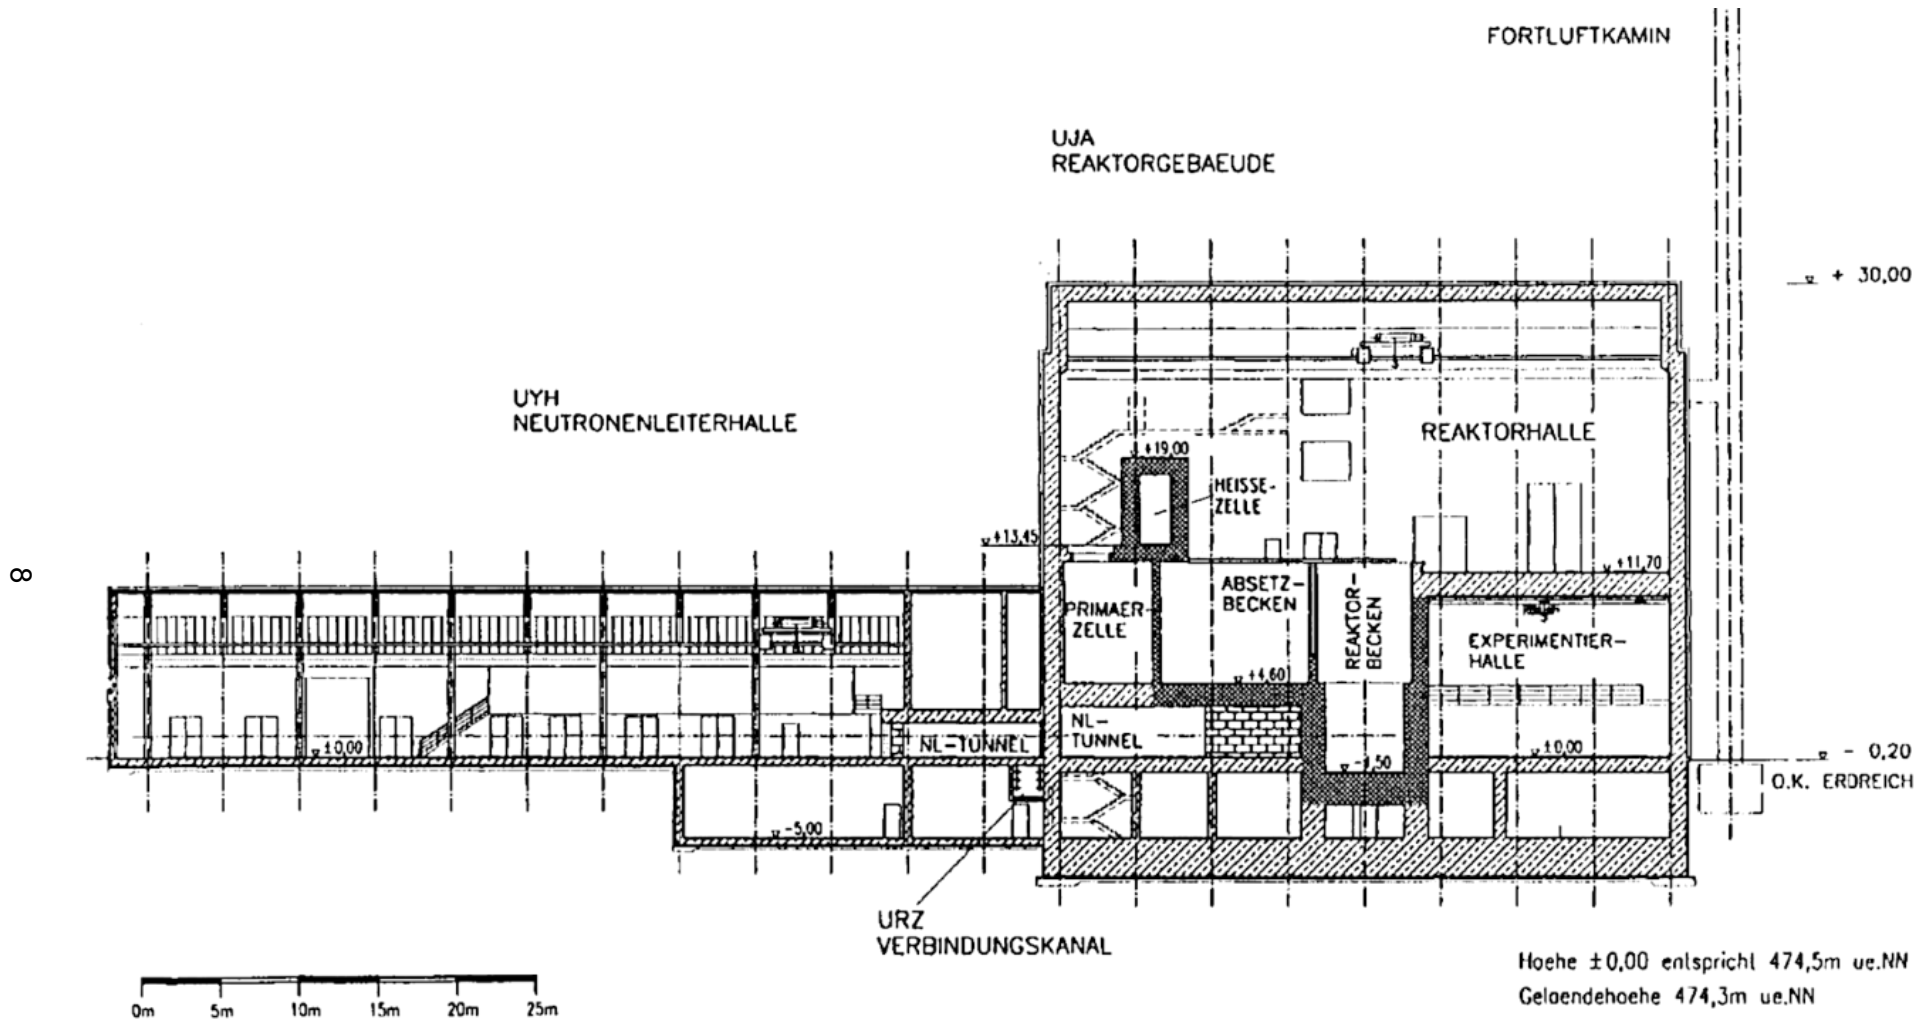 FORTLUFTKAMIN
UJA
REAKTORGEBAEUDE
+ 30,00
UYH
NEUTRONENLEITERHALLE
REAKTORHALLE
+19,00
HEISSE-
ZELLE
+13,45
+11,70
8
PRIMAER-
ZELLE
ABSETZ-
BECKEN
REAKTOR-
BECKEN
EXPERIMENTIER-
HALLE
+4,60
NL-
TUNNEL
NL-TUNNEL
±0,00
±0,00
- 0,20
O.K. ERDREICH
-5,00
URZ
VERBINDUNGSKANAL
Hoehe ±0,00 entspricht 474,5m ue.NN
Gelaendehoehe 474,3m ue.NN
0m 5m 10m 15m 20m 25m